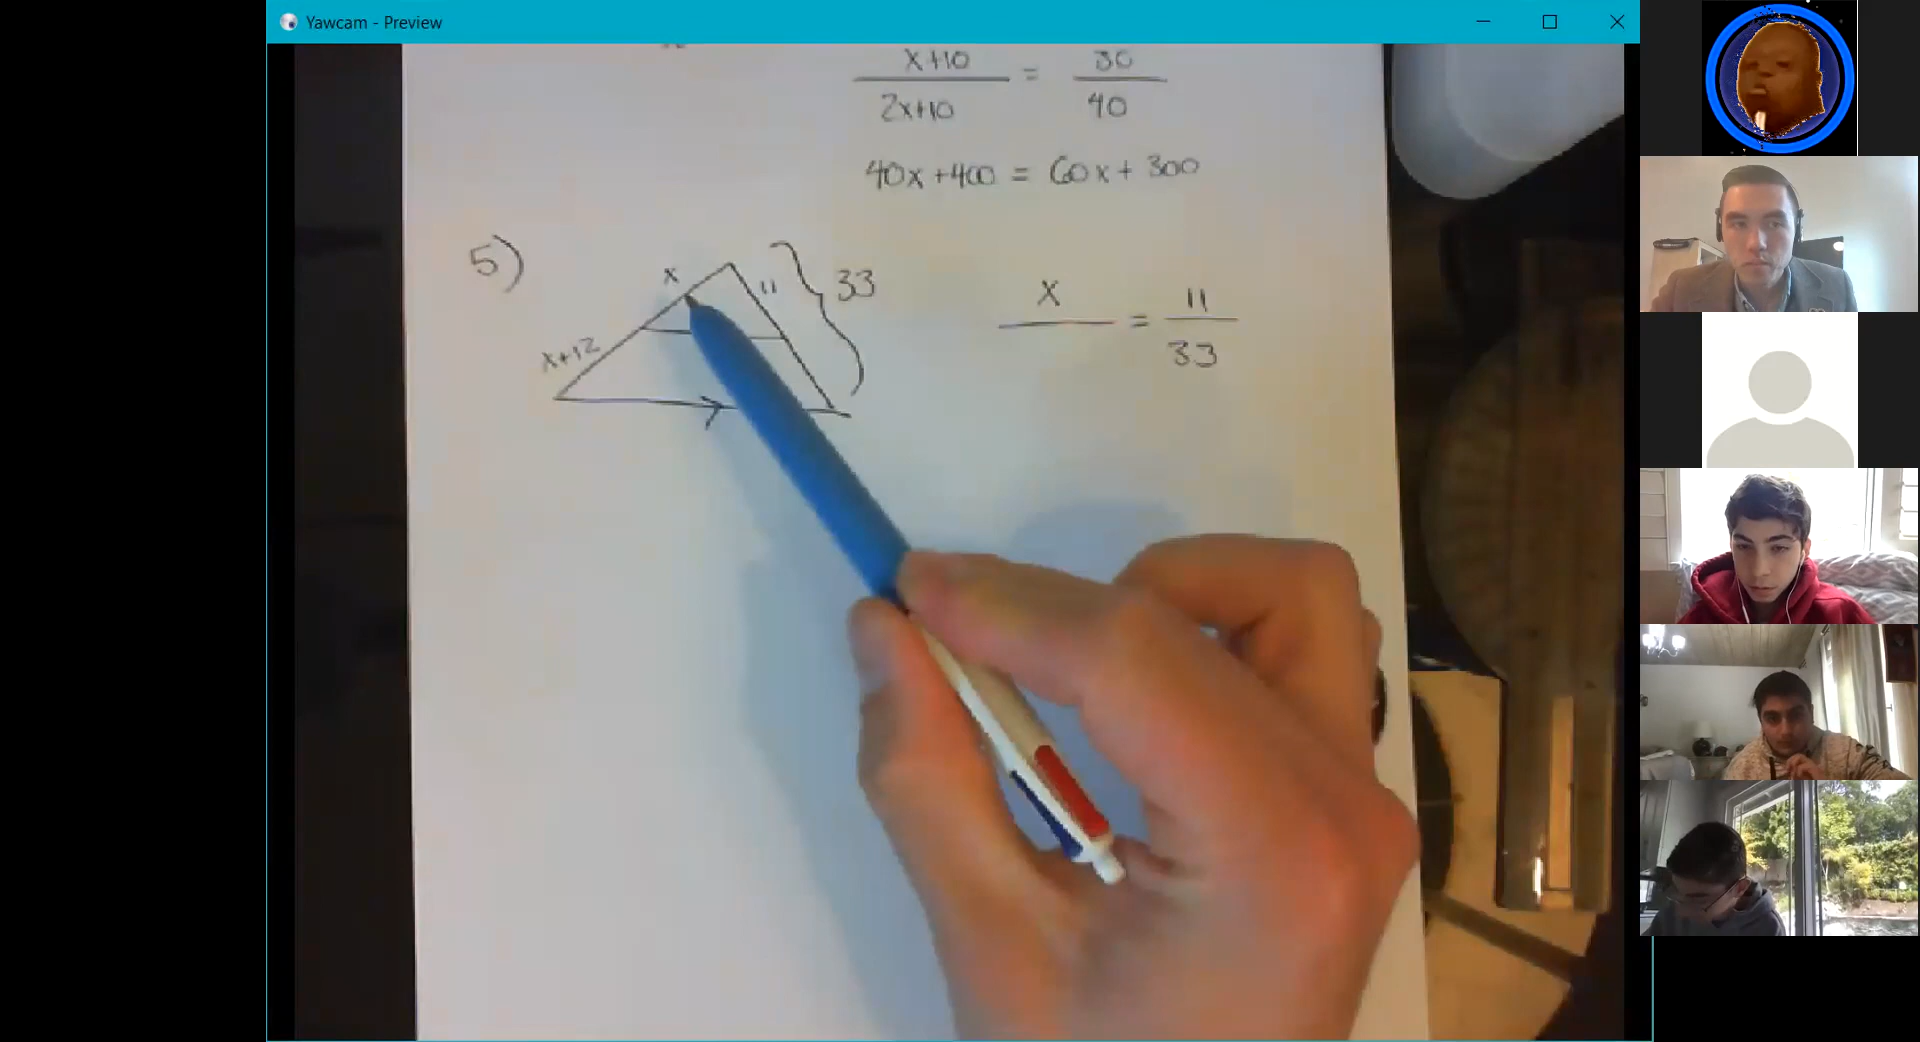 Yawcam - Preview
x+10 = 30
2x+10 40
40x+400 = 60x+300
5)
x
11
33
x+12
x = 11
33